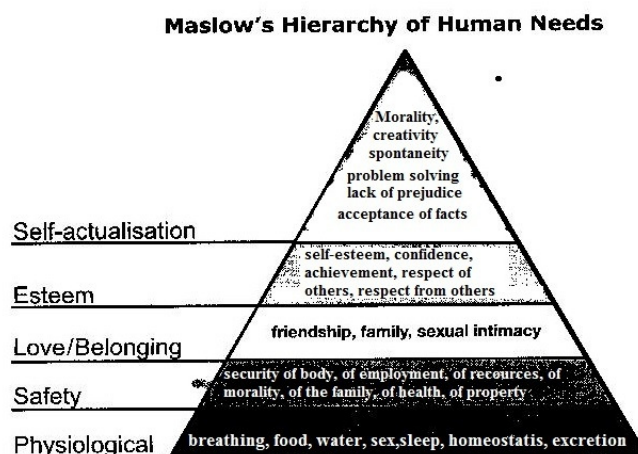 Maslow's Hierarchy of Human Needs
Morality,
creativity
spontaneity
problem solving
lack of prejudice
acceptance of facts
Self-actualisation
self-esteem, confidence,
achievement, respect of
others, respect from others
Esteem
friendship, family, sexual intimacy
Love/Belonging
security of body, of employment, of recources, of
morality, of the family, of health, of property
Safety
Physiological
breathing, food, water, sex,sleep, homeostatis, excretion